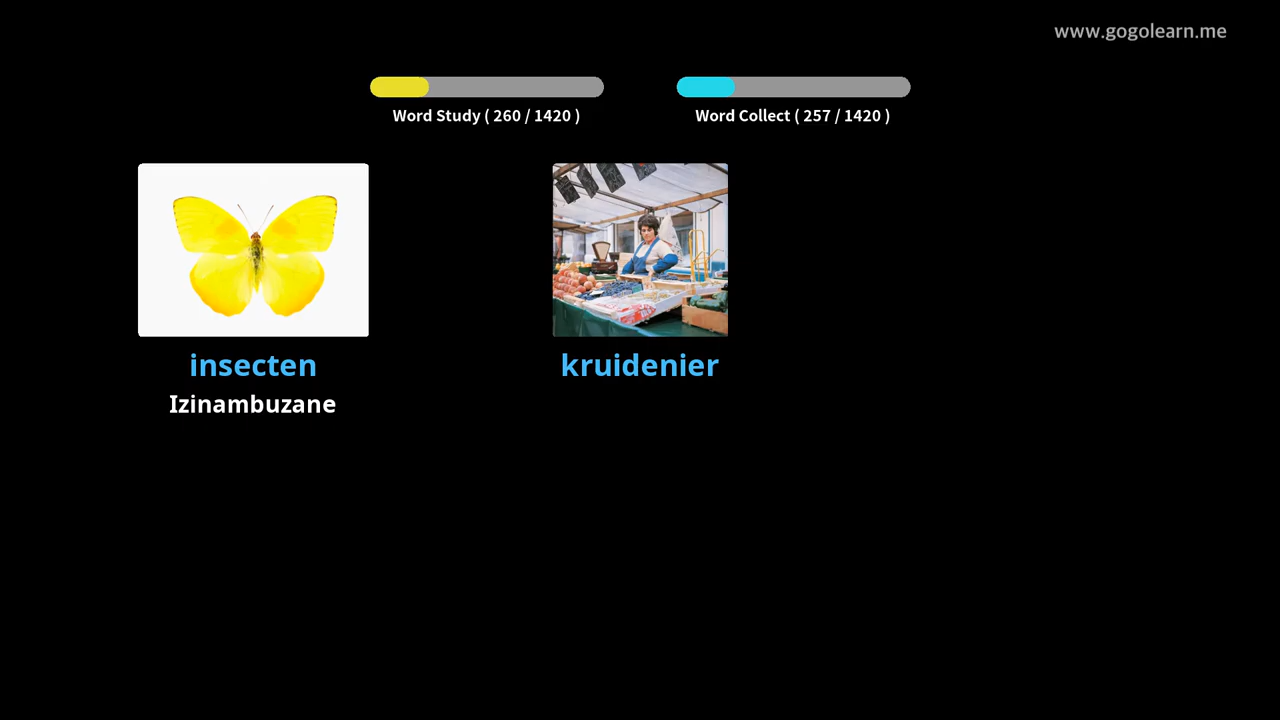 www.gogolearn.me
Word Study ( 260 / 1420 )
Word Collect ( 257 / 1420 )
insecten
Izinambuzane
kruidenier